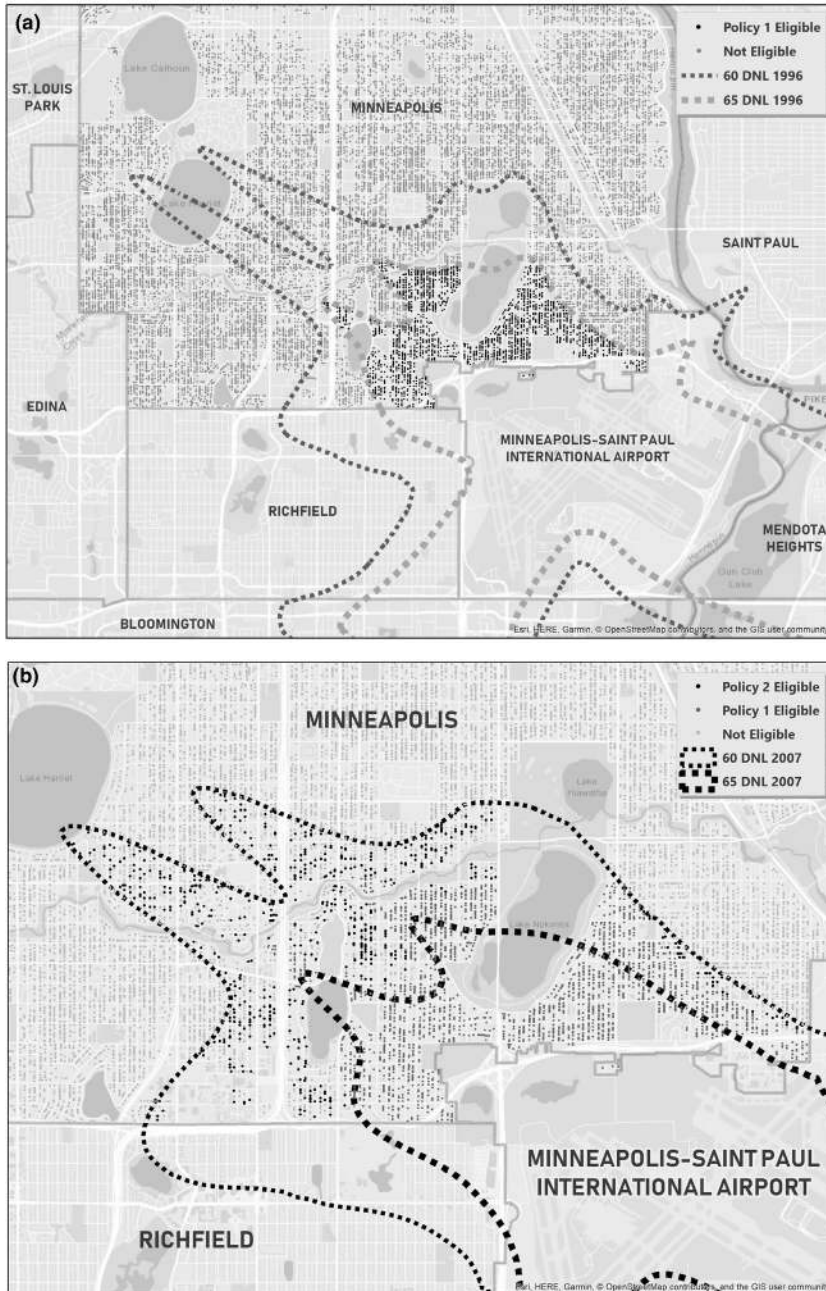 (a)
Policy 1 Eligible
Not Eligible
60 DNL 1996
65 DNL 1996
Lake Calhoun
ST. LOUIS
PARK
MINNEAPOLIS
SAINT PAUL
EDINA
PIKE
MINNEAPOLIS-SAINT PAUL
INTERNATIONAL AIRPORT
RICHFIELD
MENDOTA
HEIGHTS
Gun Club
Lake
BLOOMINGTON
Esri, HERE, Garmin, © OpenStreetMap contributors, and the GIS user community
(b)
Policy 2 Eligible
Policy 1 Eligible
Not Eligible
60 DNL 2007
65 DNL 2007
MINNEAPOLIS
Lake Harriet
Lake
Hiawatha
Lake Nokomis
MINNEAPOLIS-SAINT PAUL
INTERNATIONAL AIRPORT
RICHFIELD
Esri, HERE, Garmin, © OpenStreetMap contributors, and the GIS user community